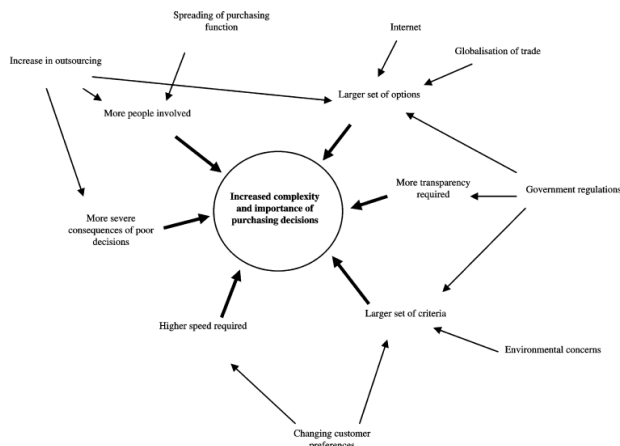 Spreading of purchasing
function
Internet
Globalisation of trade
Increase in outsourcing
Larger set of options
More people involved
Increased complexity
and importance of
purchasing decisions
More transparency
required
Government regulations
More severe
consequences of poor
decisions
Larger set of criteria
Higher speed required
Environmental concerns
Changing customer
preferences